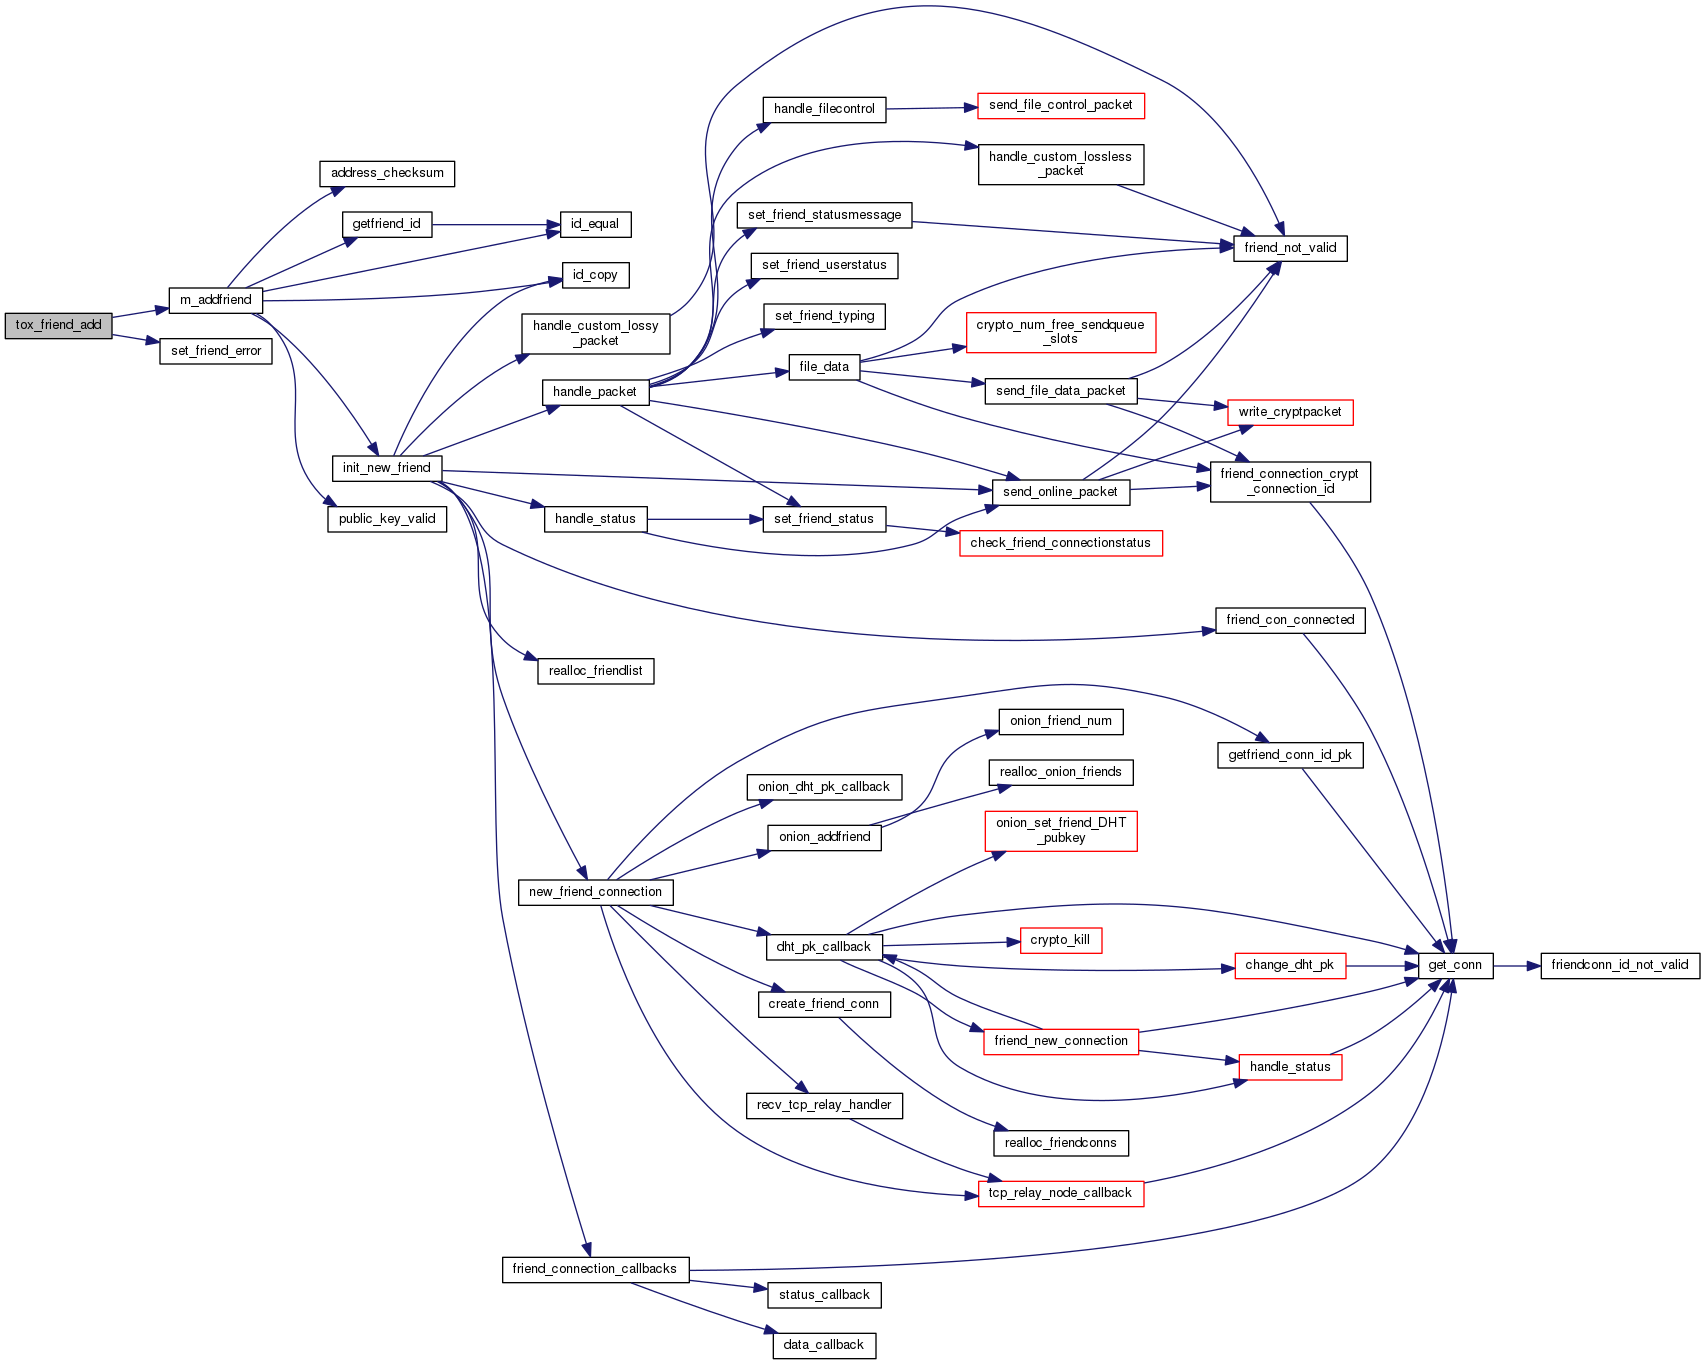 tox_friend_add
m_addfriend
set_friend_error
address_checksum
getfriend_id
id_equal
id_copy
init_new_friend
public_key_valid
handle_custom_lossy
_packet
handle_packet
handle_status
realloc_friendlist
new_friend_connection
friend_connection_callbacks
handle_filecontrol
send_file_control_packet
handle_custom_lossless
_packet
set_friend_statusmessage
set_friend_userstatus
set_friend_typing
file_data
crypto_num_free_sendqueue
_slots
send_file_data_packet
send_online_packet
set_friend_status
check_friend_connectionstatus
friend_not_valid
write_cryptpacket
friend_connection_crypt
_connection_id
friend_con_connected
onion_friend_num
getfriend_conn_id_pk
realloc_onion_friends
onion_dht_pk_callback
onion_addfriend
onion_set_friend_DHT
_pubkey
dht_pk_callback
crypto_kill
change_dht_pk
get_conn
friendconn_id_not_valid
create_friend_conn
friend_new_connection
handle_status
recv_tcp_relay_handler
realloc_friendconns
tcp_relay_node_callback
status_callback
data_callback